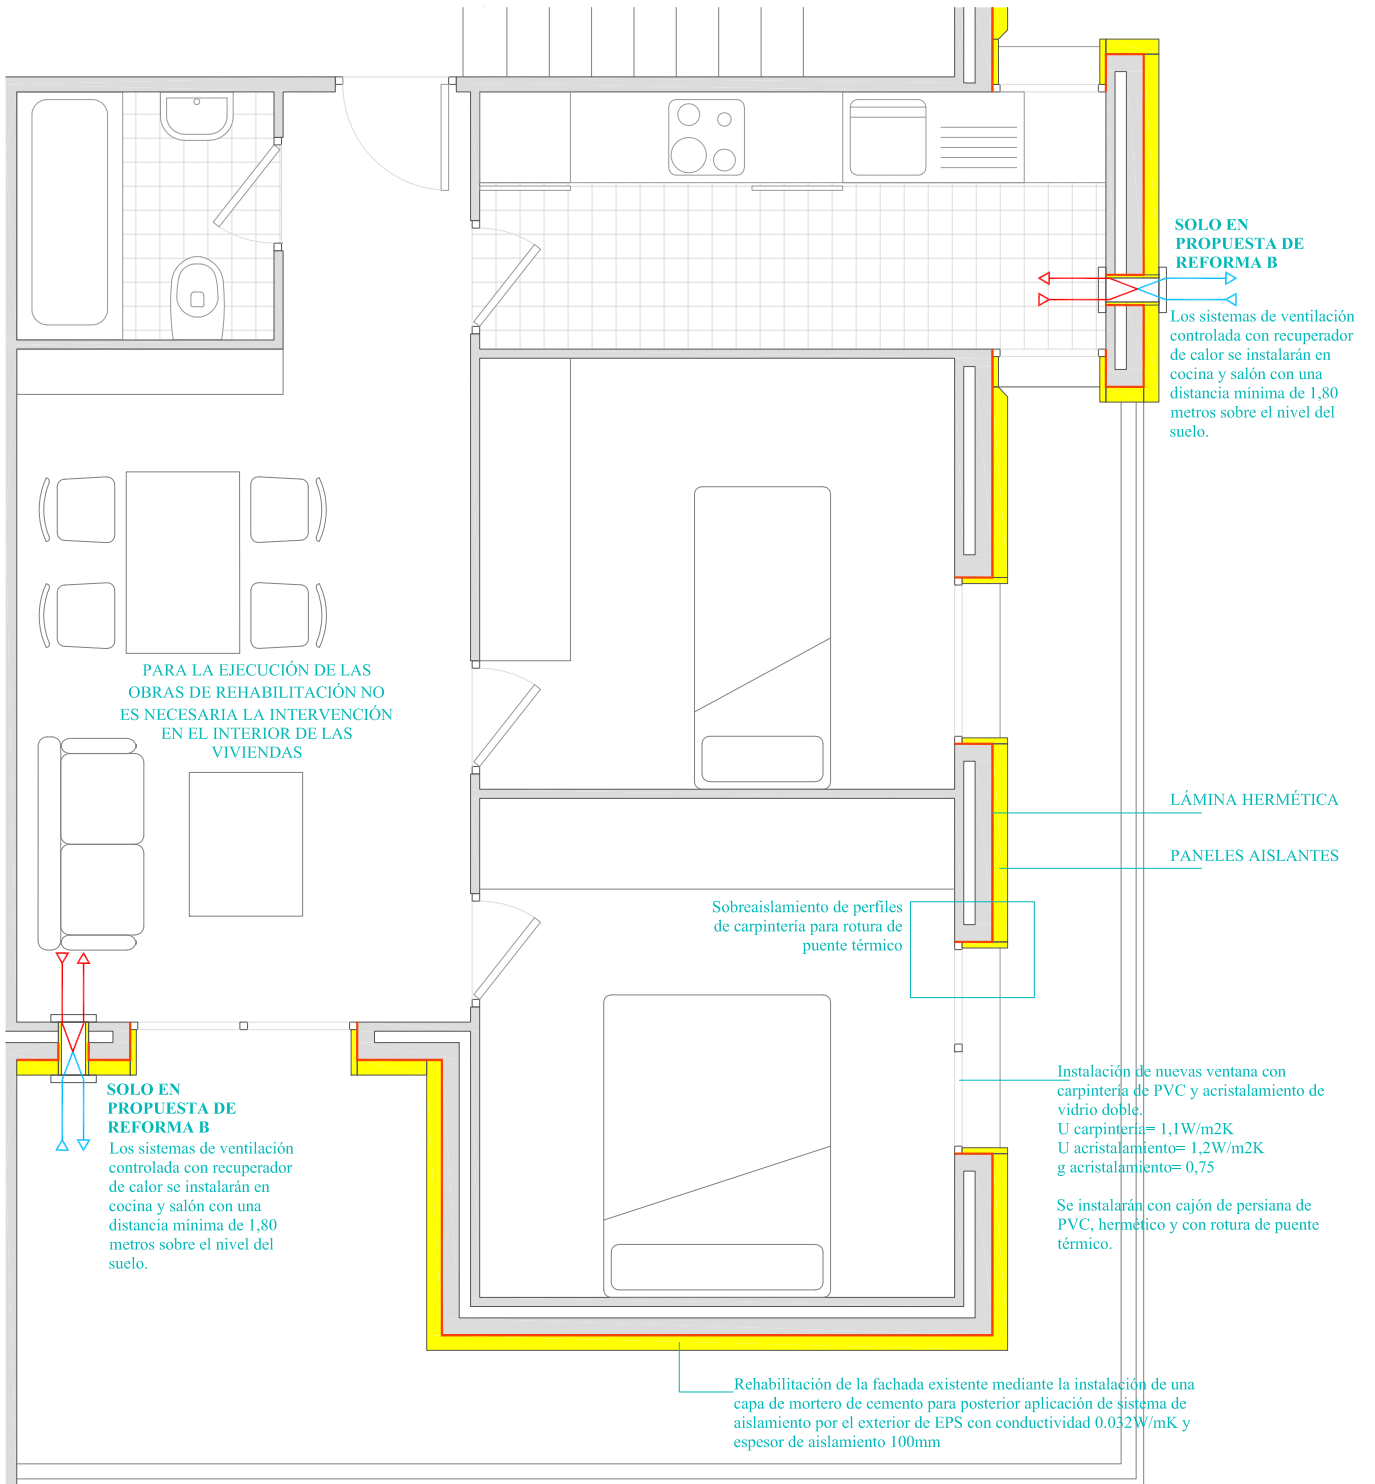 SOLO EN
PROPUESTA DE
REFORMA B
Los sistemas de ventilación
controlada con recuperador
de calor se instalarán en
cocina y salón con una
distancia mínima de 1,80
metros sobre el nivel del
suelo.
PARA LA EJECUCIÓN DE LAS
OBRAS DE REHABILITACIÓN NO
ES NECESARIA LA INTERVENCIÓN
EN EL INTERIOR DE LAS
VIVIENDAS
LÁMINA HERMÉTICA
PANELES AISLANTES
Sobreaislamiento de perfiles
de carpintería para rotura de
puente térmico
Instalación de nuevas ventana con
carpintería de PVC y acristalamiento de
vidrio doble.
U carpintería= 1,1W/m2K
U acristalamiento= 1,2W/m2K
g acristalamiento= 0,75
Se instalarán con cajón de persiana de
PVC, hermético y con rotura de puente
térmico.
SOLO EN
PROPUESTA DE
REFORMA B
Los sistemas de ventilación
controlada con recuperador
de calor se instalarán en
cocina y salón con una
distancia mínima de 1,80
metros sobre el nivel del
suelo.
Rehabilitación de la fachada existente mediante la instalación de una
capa de mortero de cemento para posterior aplicación de sistema de
aislamiento por el exterior de EPS con conductividad 0.032W/mK y
espesor de aislamiento 100mm